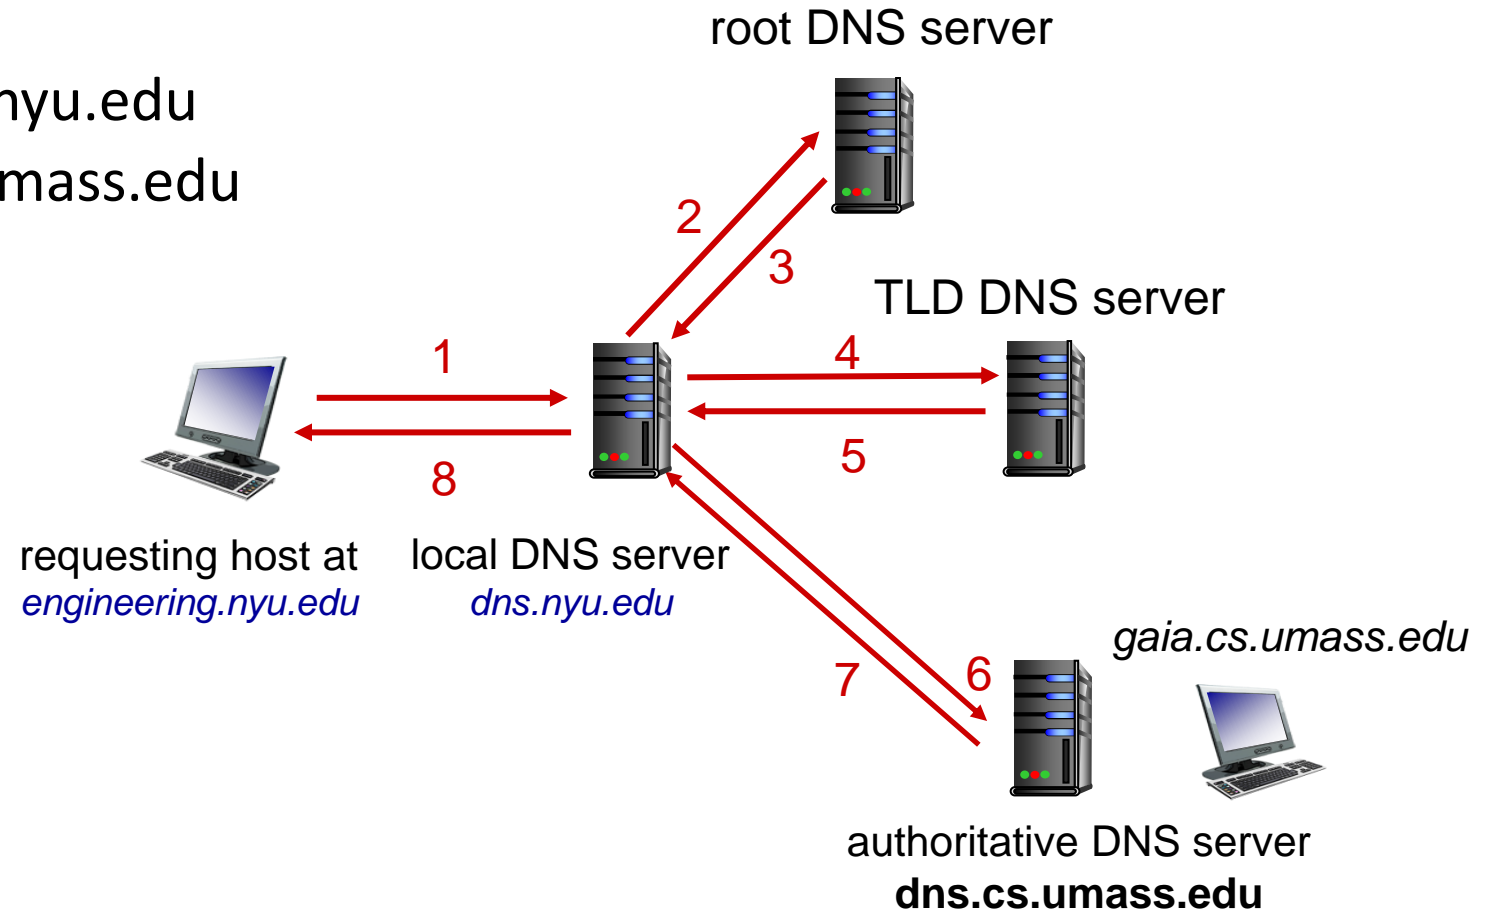 root DNS server
nyu.edu
mass.edu
2
3
TLD DNS server
1
4
8
5
requesting host at
engineering.nyu.edu
local DNS server
dns.nyu.edu
gaia.cs.umass.edu
7
6
authoritative DNS server
dns.cs.umass.edu